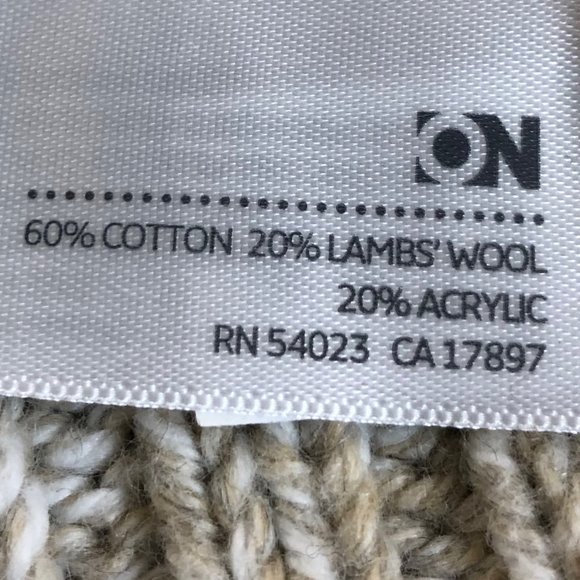 ON
60% COTTON 20% LAMBS' WOOL
20% ACRYLIC
RN 54023 CA 17897